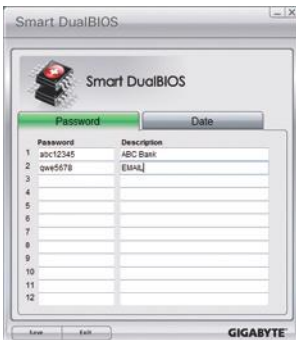 Smart DualBIOS
Smart DualBIOS
Password Date
Password Description
1 abc12345 ABC Bank
2 qwe5678 EMAIL
3
4
5
6
7
8
9
10
11
12
Save Exit GIGABYTE